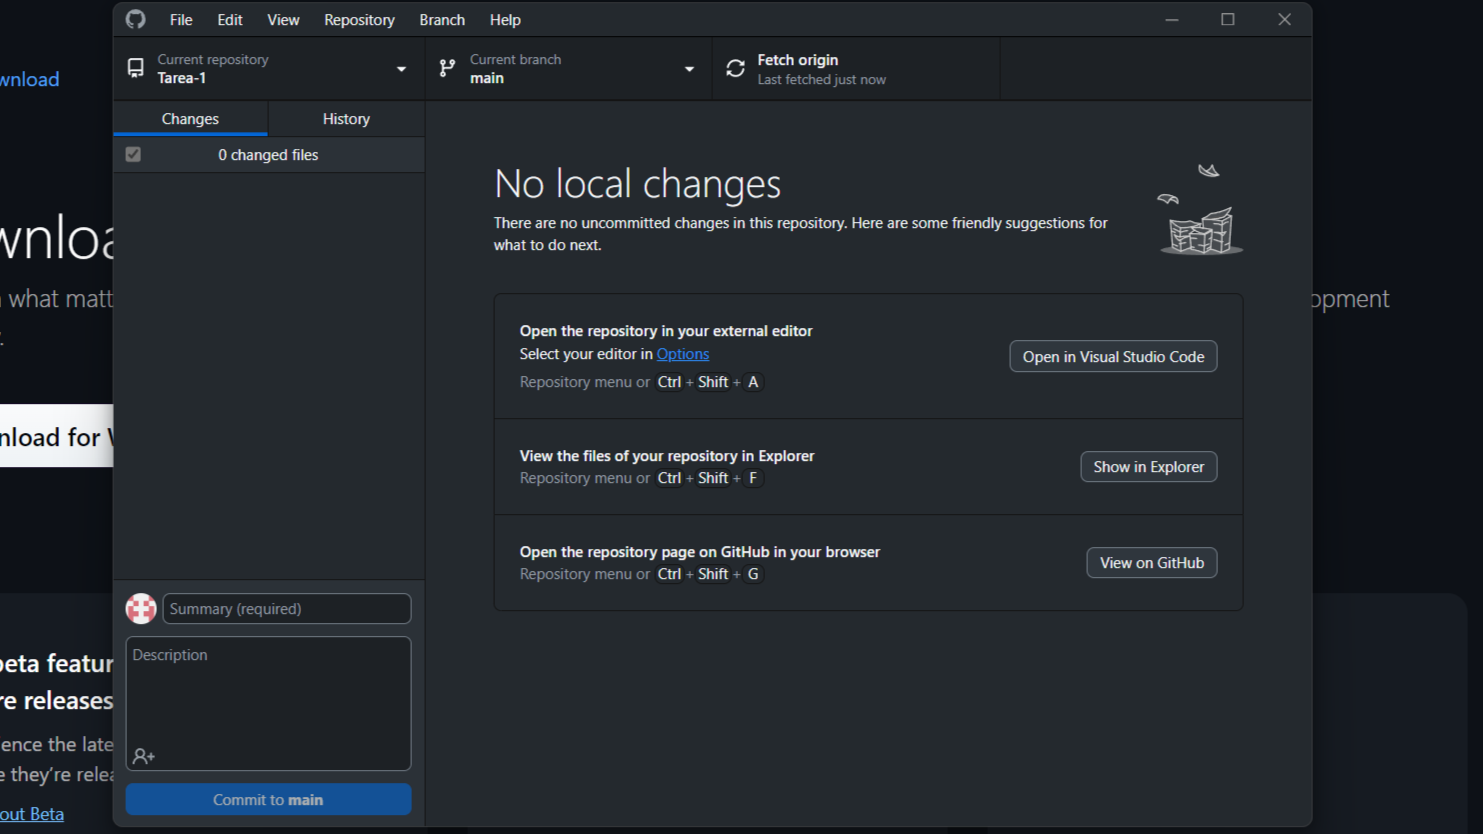 File Edit View Repository Branch Help
Current repository
Tarea-1
Current branch
main
Fetch origin
Last fetched just now
Changes
History
0 changed files
No local changes
There are no uncommitted changes in this repository. Here are some friendly suggestions for
what to do next.
Open the repository in your external editor
Select your editor in Options
Repository menu or Ctrl + Shift + A
Open in Visual Studio Code
View the files of your repository in Explorer
Repository menu or Ctrl + Shift + F
Show in Explorer
Open the repository page on GitHub in your browser
Repository menu or Ctrl + Shift + G
View on GitHub
Summary (required)
Description
Commit to main
wnload
wnloa
what matt
opment
nload for
beta featur
re releases
ence the late
e they're relea
out Beta